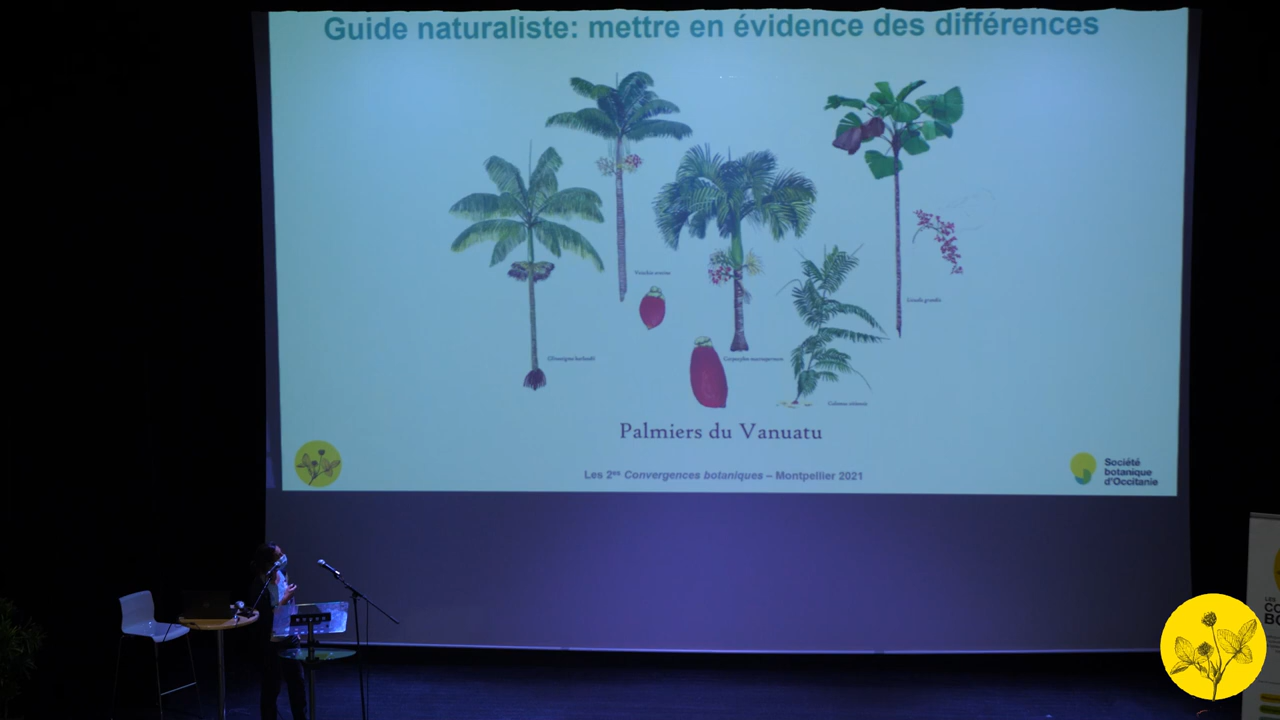 Guide naturaliste: mettre en évidence des différences
Palmiers du Vanuatu
Les 2es Convergences botaniques – Montpellier 2021
Société
botanique
d'Occitanie